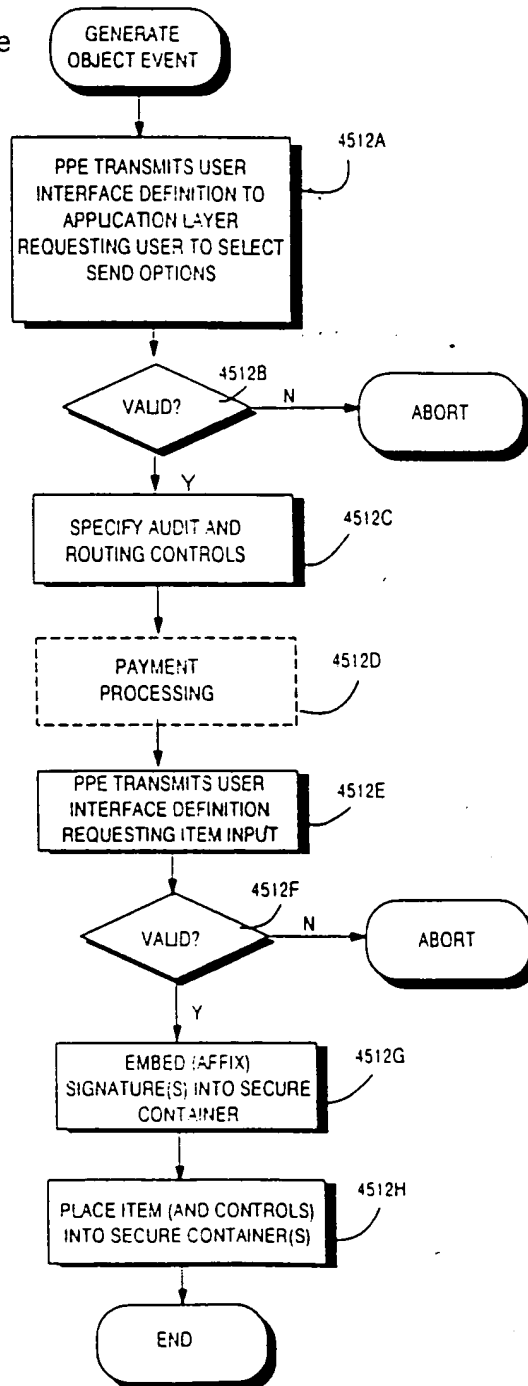 e
GENERATE
OBJECT EVENT
4512A
PPE TRANSMITS USER
INTERFACE DEFINITION TO
APPLICATION LAYER
REQUESTING USER TO SELECT
SEND OPTIONS
4512B
VALID?
N
ABORT
Y
SPECIFY AUDIT AND
ROUTING CONTROLS
4512C
PAYMENT
PROCESSING
4512D
PPE TRANSMITS USER
INTERFACE DEFINITION
REQUESTING ITEM INPUT
4512E
4512F
VALID?
N
ABORT
Y
EMBED (AFFIX)
SIGNATURE(S) INTO SECURE
CONTAINER
4512G
PLACE ITEM (AND CONTROLS)
INTO SECURE CONTAINER(S)
4512H
END